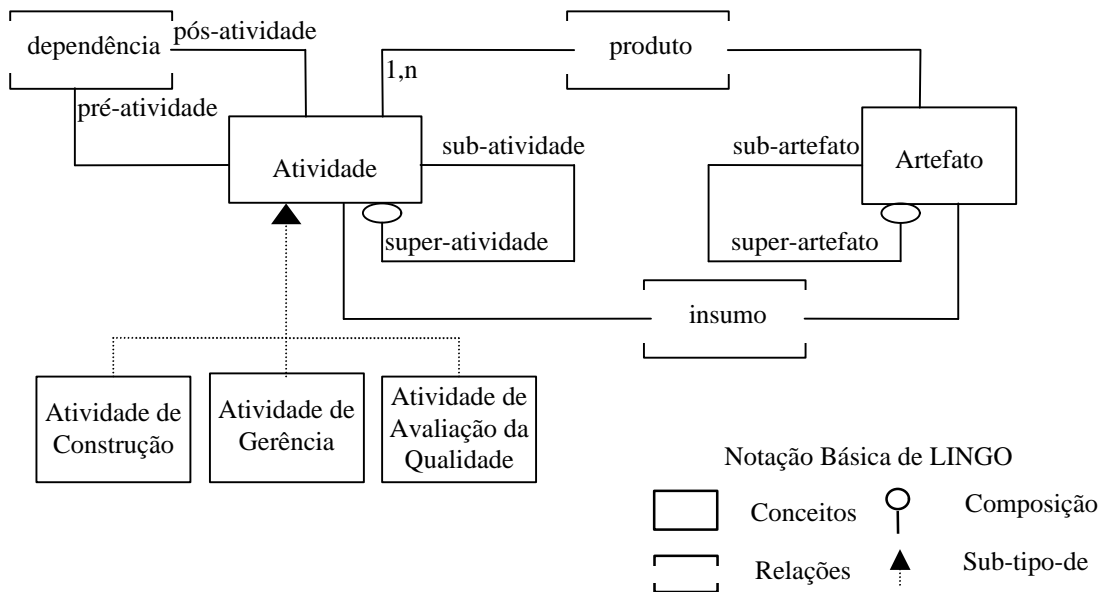 dependência
pós-atividade
produto
1,n
pré-atividade
Atividade
sub-atividade
sub-artefato
Artefato
super-atividade
super-artefato
insumo
Atividade de
Construção
Atividade de
Gerência
Atividade de
Avaliação da
Qualidade
Notação Básica de LINGO
Conceitos
Composição
Relações
Sub-tipo-de